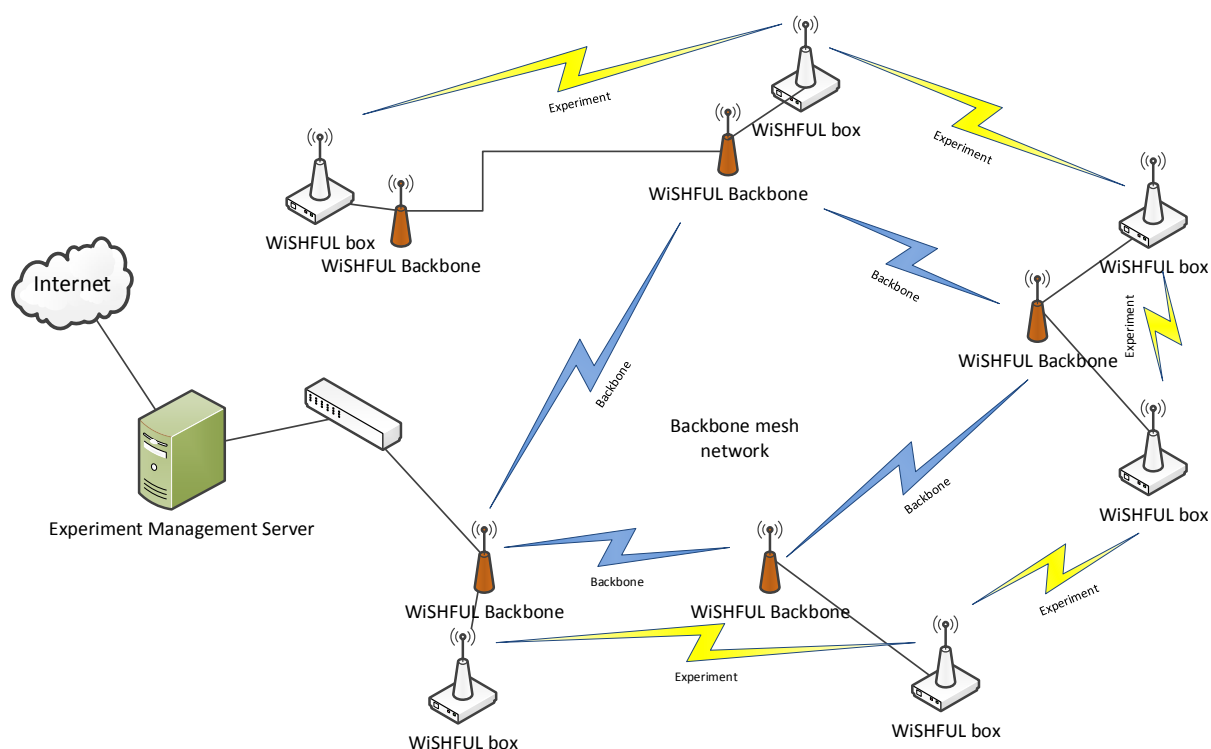 Experiment
WiSHFUL box
Experiment
WiSHFUL Backbone
WiSHFUL box
WiSHFUL Backbone
WiSHFUL box
Internet
Backbone
WiSHFUL Backbone
Experiment
Backbone
Backbone mesh
network
Backbone
WiSHFUL box
Experiment Management Server
Backbone
WiSHFUL Backbone
WiSHFUL Backbone
Experiment
Experiment
WiSHFUL box
WiSHFUL box